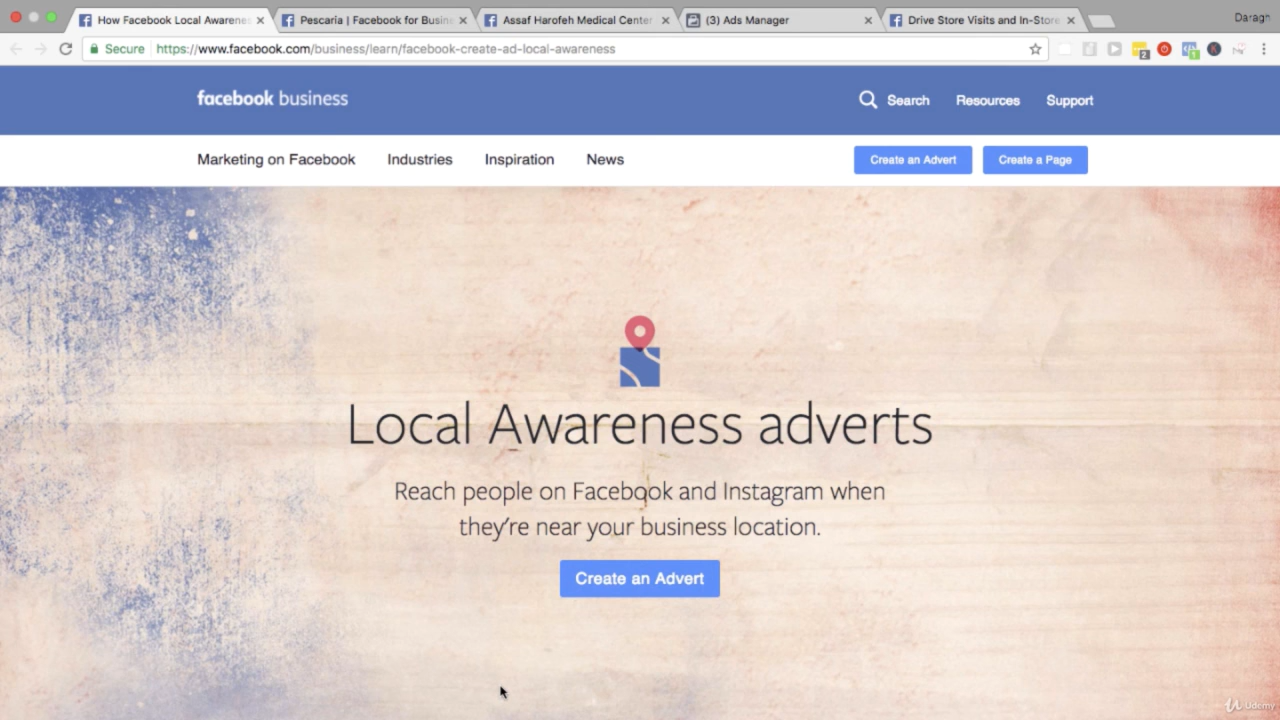 How Facebook Local Awarene
Pescaria | Facebook for Busin
Assaf Harofeh Medical Center
(3) Ads Manager
Drive Store Visits and In-Store
Daragh
Secure
https://www.facebook.com/business/learn/facebook-create-ad-local-awareness
2
1
facebook business
Search
Resources
Support
Marketing on Facebook
Industries
Inspiration
News
Create an Advert
Create a Page
Local Awareness adverts
Reach people on Facebook and Instagram when
they're near your business location.
Create an Advert
Udemy